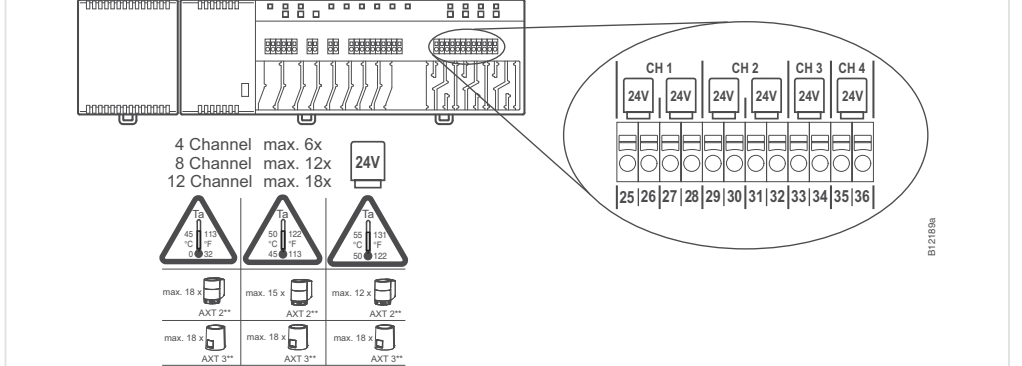 CH 1 CH 2 CH 3 CH 4
24V 24V 24V 24V 24V 24V
25 26 27 28 29 30 31 32 33 34 35 36
4 Channel max. 6x
8 Channel max. 12x
12 Channel max. 18x
24V
Ta Ta Ta
45 113 50 122 55 131
°C °F °C °F °C °F
0 32 45 113 50 122
max. 18 x max. 15 x max. 12 x
AXT 2** AXT 2** AXT 2**
max. 18 x max. 18 x max. 18 x
AXT 3** AXT 3** AXT 3**
B12189a